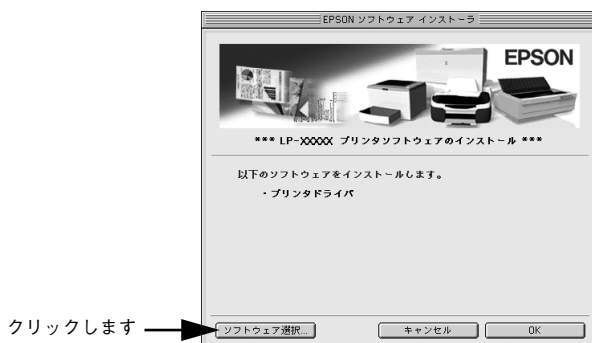 EPSON ソフトウェア インストーラ
EPSON
*** LP-XXXXX プリンタソフトウェアのインストール ***
以下のソフトウェアをインストールします。
・プリンタドライバ
クリックします
ソフトウェア選択...
キャンセル
OK